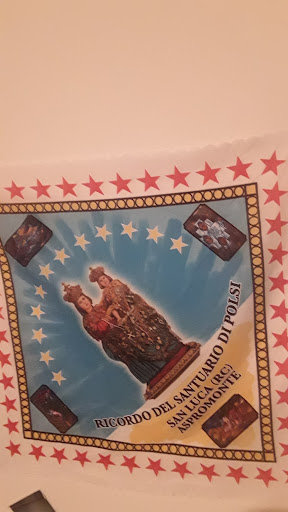 RICORDO DEL SANTUARIO DI POLSI
SAN LUCA (RC)
ASPROMONTE